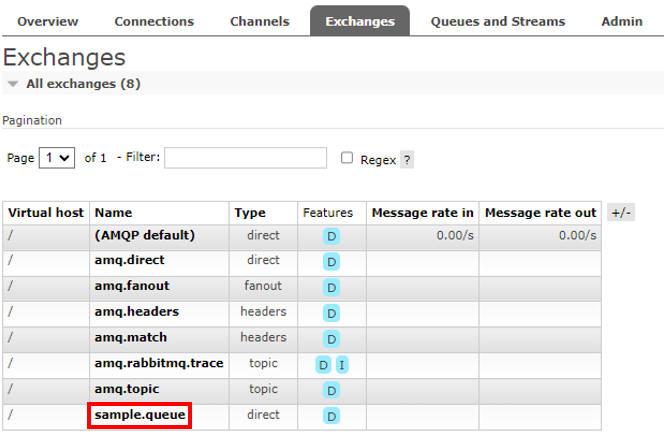 Overview Connections Channels Exchanges Queues and Streams Admin
Exchanges
All exchanges (8)
Pagination
Page 1 of 1 - Filter: Regex ?
Virtual host Name Type Features Message rate in Message rate out +/-
/ (AMQP default) direct D 0.00/s 0.00/s
/ amq.direct direct D
/ amq.fanout fanout D
/ amq.headers headers D
/ amq.match headers D
/ amq.rabbitmq.trace topic D I
/ amq.topic topic D
/ sample.queue direct D